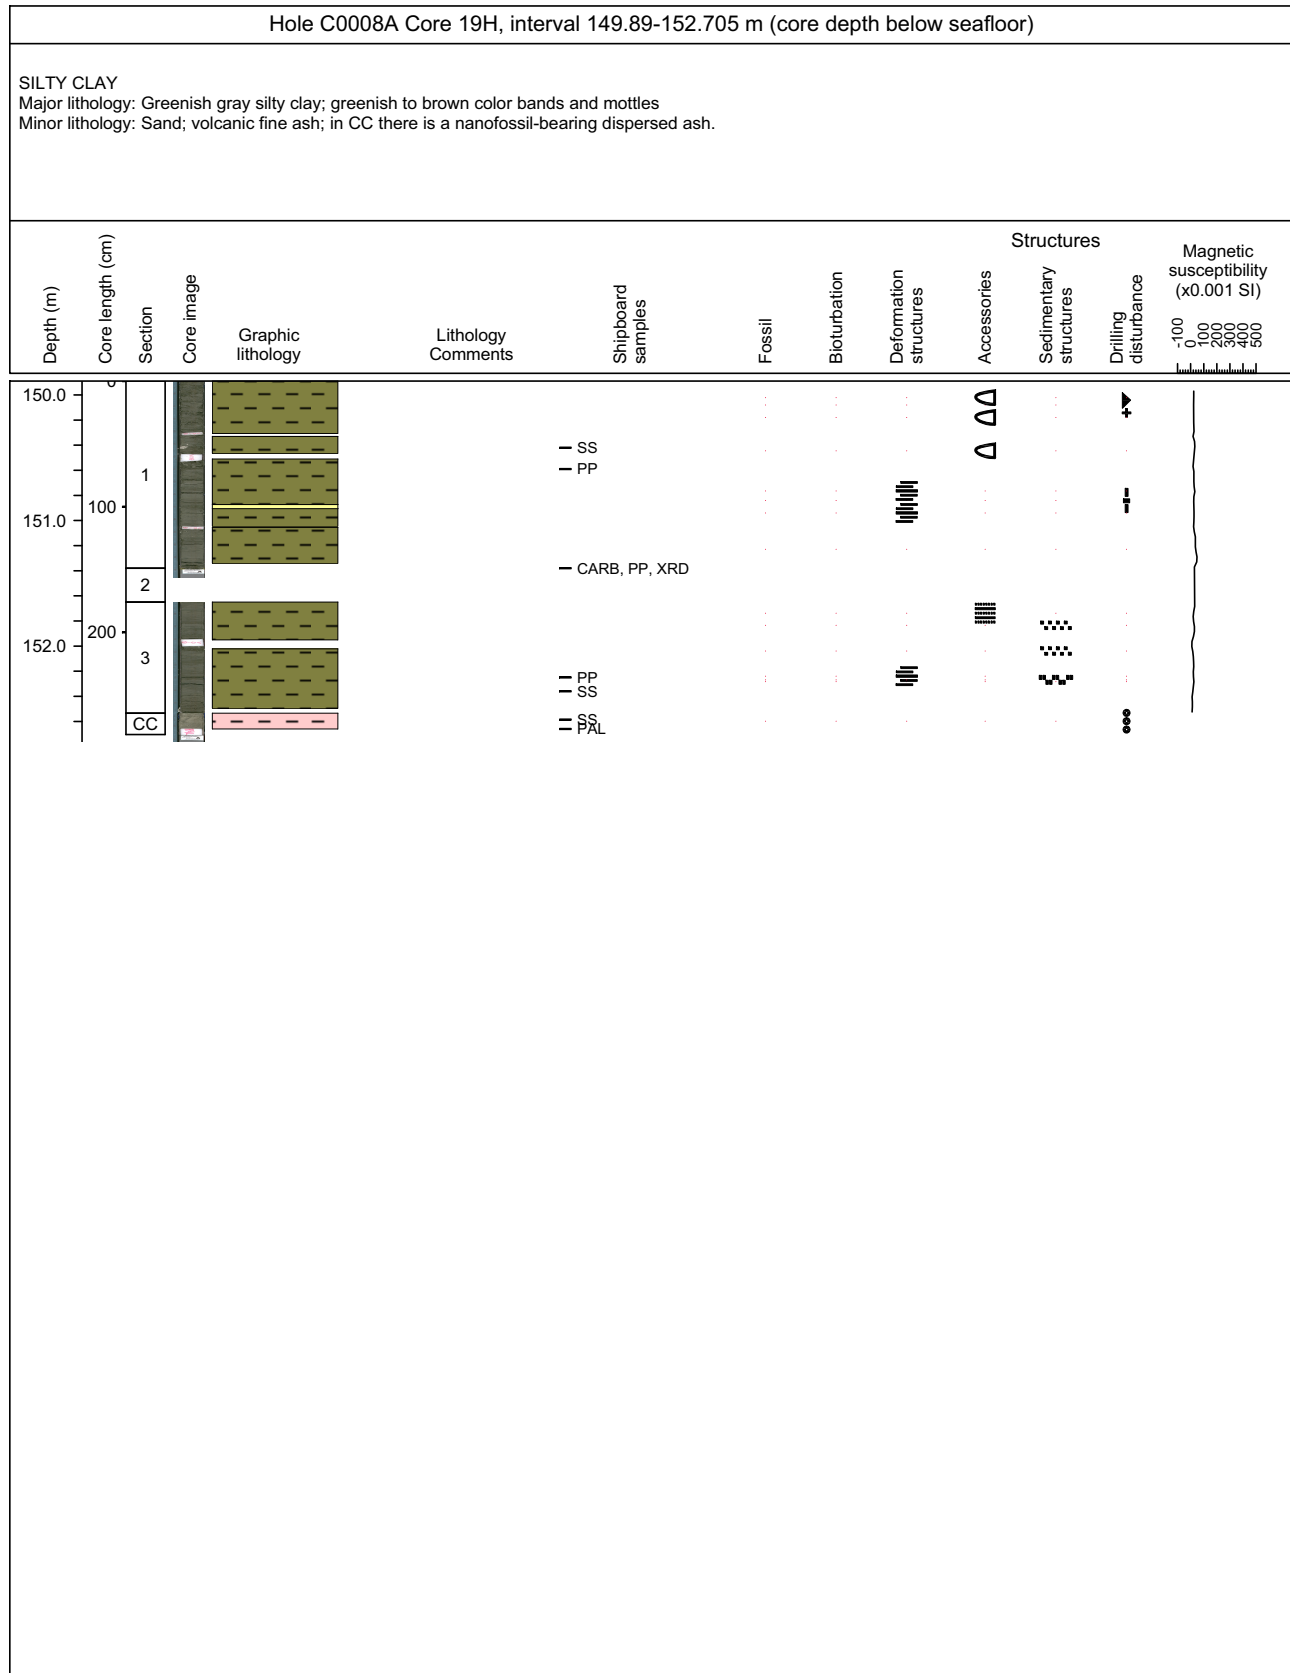 Hole C0008A Core 19H, interval 149.89-152.705 m (core depth below seafloor)
SILTY CLAY
Major lithology: Greenish gray silty clay; greenish to brown color bands and mottles
Minor lithology: Sand; volcanic fine ash; in CC there is a nanofossil-bearing dispersed ash.
Depth (m)
Core length (cm)
Section
Core image
Graphic
lithology
Lithology
Comments
Shipboard
samples
Fossil
Bioturbation
Structures
Deformation
structures
Accessories
Sedimentary
structures
Drilling
disturbance
Magnetic
susceptibility
(x0.001 SI)
-100
0
100
200
300
400
500
0
150.0
SS
PP
1
100
151.0
CARB, PP, XRD
2
200
152.0
3
PP
SS
SS
CC
PAL